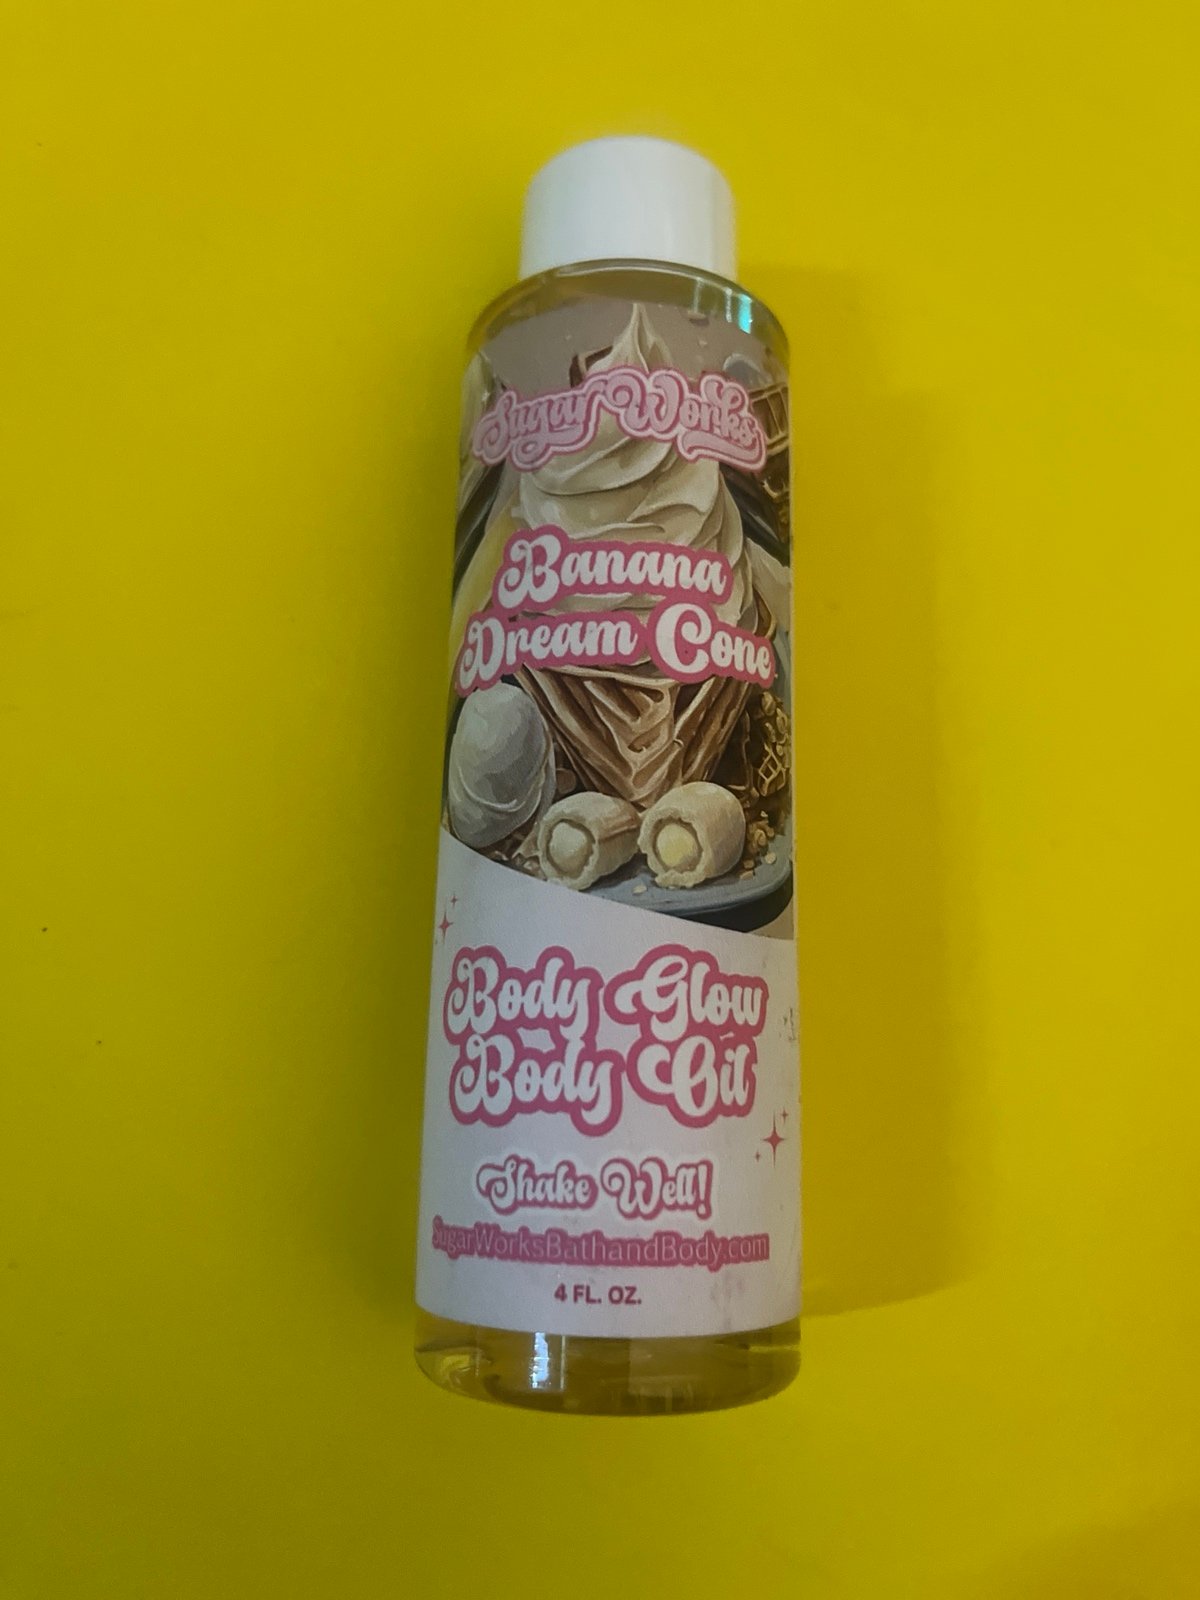 Sugar Works
Banana
Dream Cone
Body Glow
Body Oil
Shake Well!
SugarWorksBathandBody.com
4 FL. OZ.